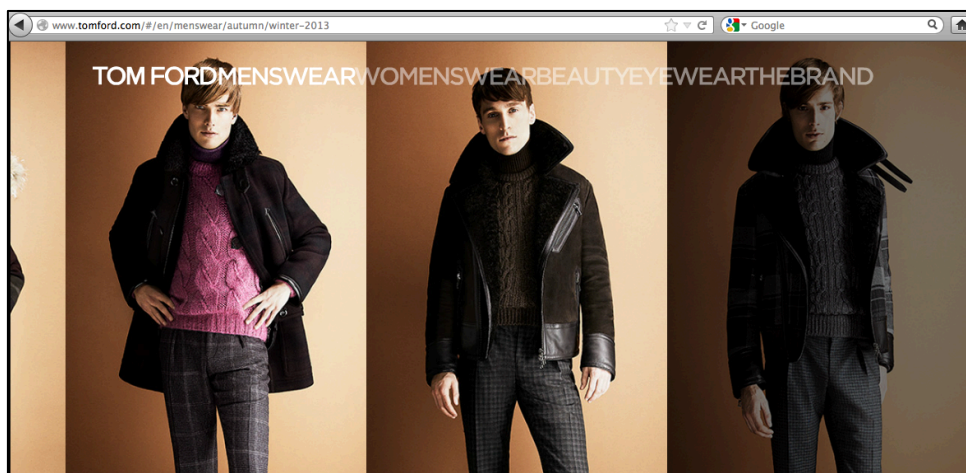 www.tomford.com/#/en/menswear/autumn/winter-2013
Google
TOM FORDMENSWEARWOMENSWEARBEAUTYEYEWEARTHEBRAND